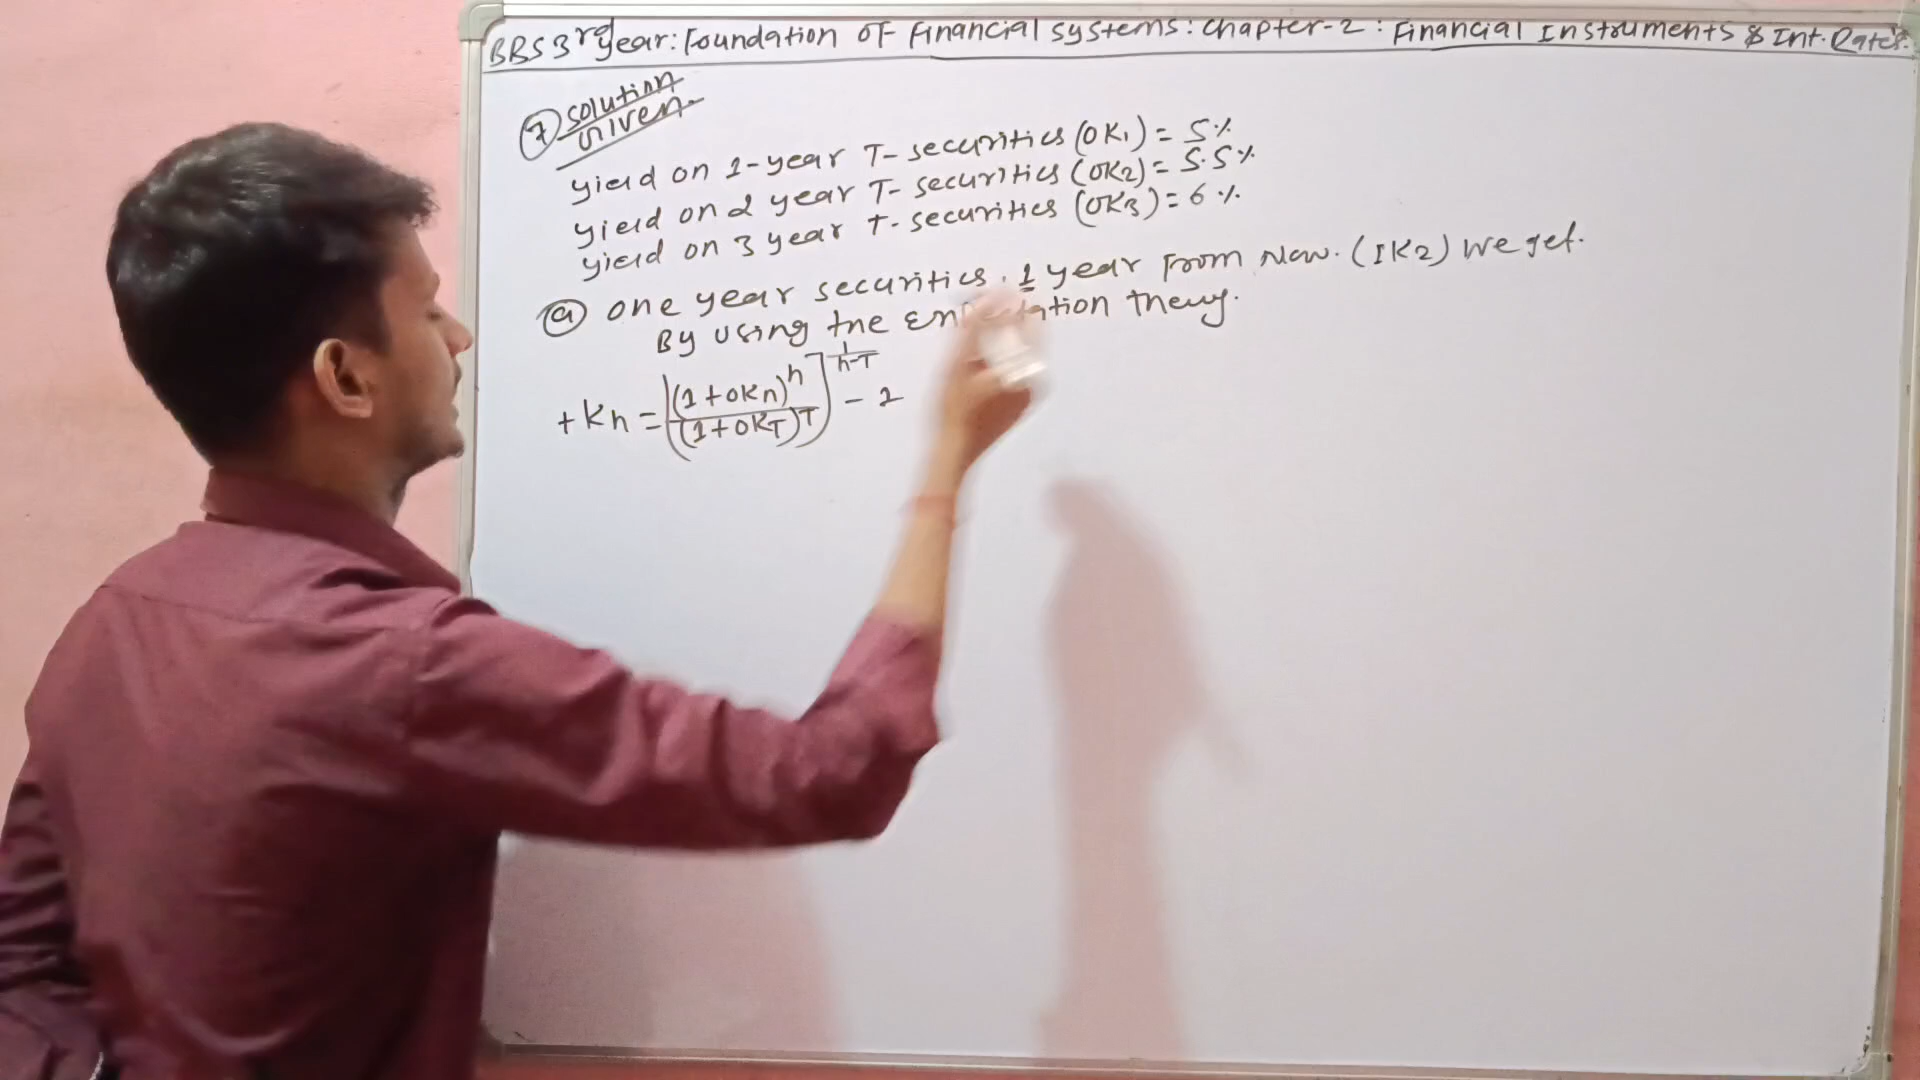 BBS 3rd year: Foundation of Financial systems: chapter-2: Financial Instruments & Int. Rates.
7 solution
Given
yield on 1-year T-securities (0K1) = 5%
yield on 2 year T-securities (0K2) = 5.5%
yield on 3 year T-securities (0K3) = 6%
a one year securities. 1 year From Now. (1K2) we get.
By using the theory.
+Kn = [(1+0Kn)^n / (1+0KT)^T]^1/n-T - 1